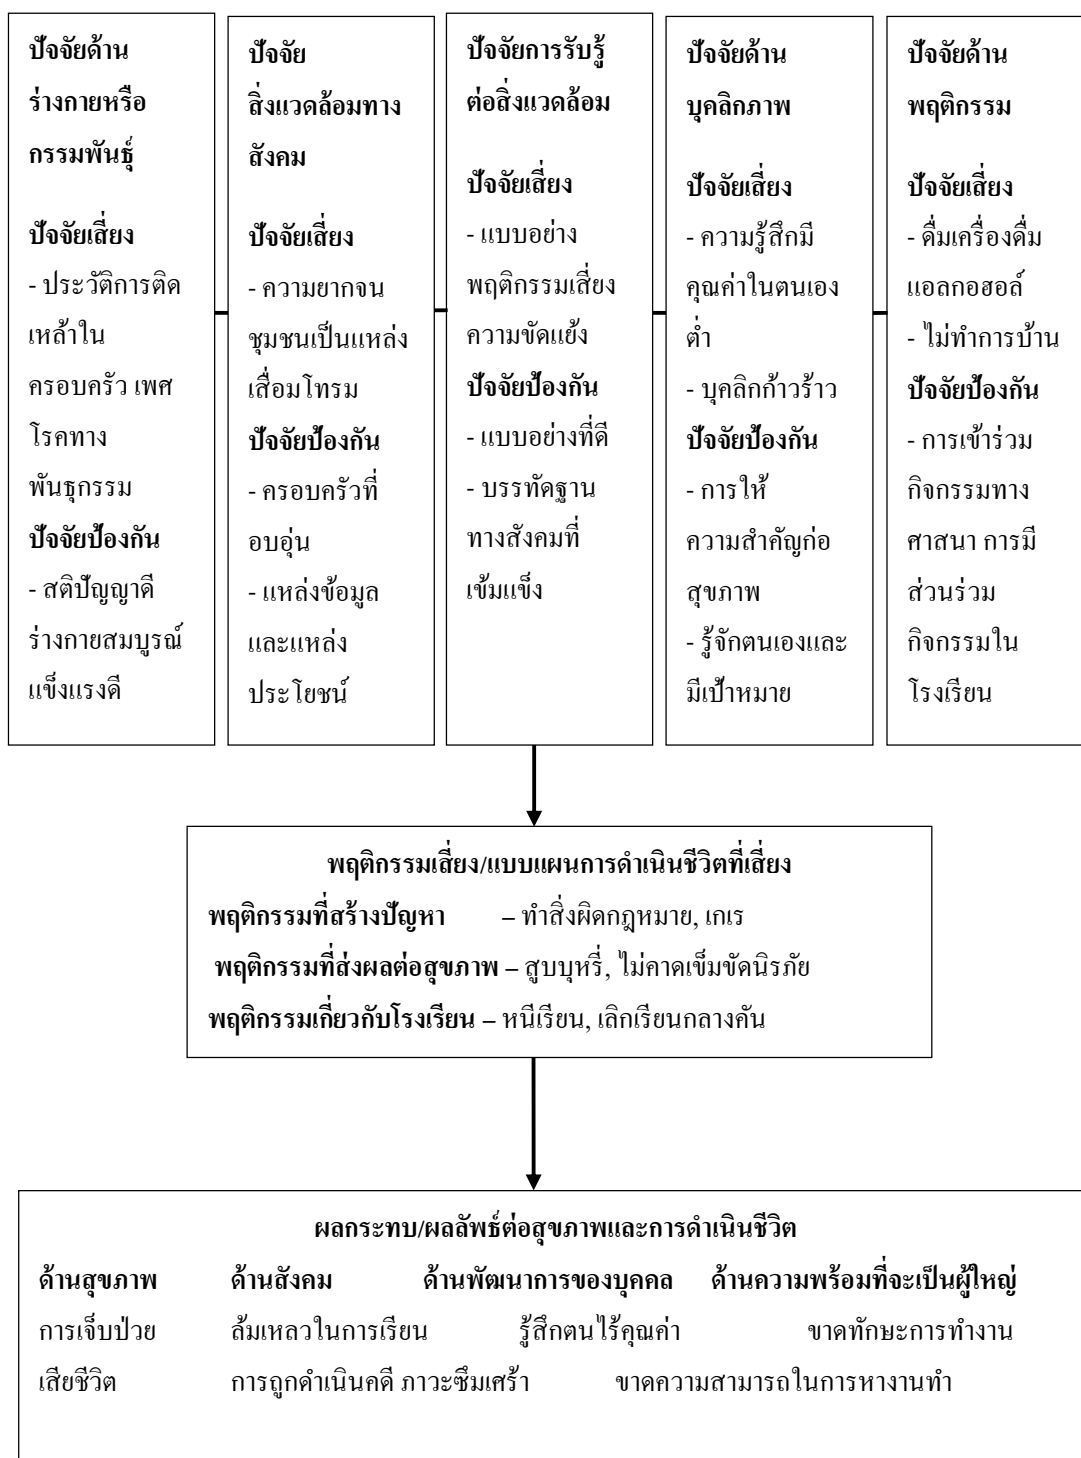 ปัจจัยด้าน
ร่างกายหรือ
กรรมพันธุ์
ปัจจัยเสี่ยง
- ประวัติการติด
เหล้าใน
ครอบครัว เพศ
โรคทาง
พันธุกรรม
ปัจจัยป้องกัน
- สติปัญญาดี
ร่างกายสมบูรณ์
แข็งแรงดี
ปัจจัย
สิ่งแวดล้อมทาง
สังคม
ปัจจัยเสี่ยง
- ความยากจน
ชุมชนเป็นแหล่ง
เสื่อมโทรม
ปัจจัยป้องกัน
- ครอบครัวที่
อบอุ่น
- แหล่งข้อมูล
และแหล่ง
ประโยชน์
ปัจจัยการรับรู้
ต่อสิ่งแวดล้อม
ปัจจัยเสี่ยง
- แบบอย่าง
พฤติกรรมเสี่ยง
ความขัดแย้ง
ปัจจัยป้องกัน
- แบบอย่างที่ดี
- บรรทัดฐาน
ทางสังคมที่
เข้มแข็ง
ปัจจัยด้าน
บุคลิกภาพ
ปัจจัยเสี่ยง
- ความรู้สึกมี
คุณค่าในตนเอง
ต่ำ
- บุคลิกก้าวร้าว
ปัจจัยป้องกัน
- การให้
ความสำคัญก่อ
สุขภาพ
- รู้จักตนเองและ
มีเป้าหมาย
ปัจจัยด้าน
พฤติกรรม
ปัจจัยเสี่ยง
- ดื่มเครื่องดื่ม
แอลกอฮอล์
- ไม่ทำการบ้าน
ปัจจัยป้องกัน
- การเข้าร่วม
กิจกรรมทาง
ศาสนา การมี
ส่วนร่วม
กิจกรรมใน
โรงเรียน
พฤติกรรมเสี่ยง/แบบแผนการดำเนินชีวิตที่เสี่ยง
พฤติกรรมที่สร้างปัญหา – ทำสิ่งผิดกฎหมาย, เกเร
พฤติกรรมที่ส่งผลต่อสุขภาพ – สูบบุหรี่, ไม่คาดเข็มขัดนิรภัย
พฤติกรรมเกี่ยวกับโรงเรียน – หนีเรียน, เลิกเรียนกลางคัน
ผลกระทบ/ผลลัพธ์ต่อสุขภาพและการดำเนินชีวิต
ด้านสุขภาพ ด้านสังคม ด้านพัฒนาการของบุคคล ด้านความพร้อมที่จะเป็นผู้ใหญ่
การเจ็บป่วย ล้มเหลวในการเรียน รู้สึกตนไร้คุณค่า ขาดทักษะการทำงาน
เสียชีวิต การถูกดำเนินคดี ภาวะซึมเศร้า ขาดความสามารถในการหางานทำ